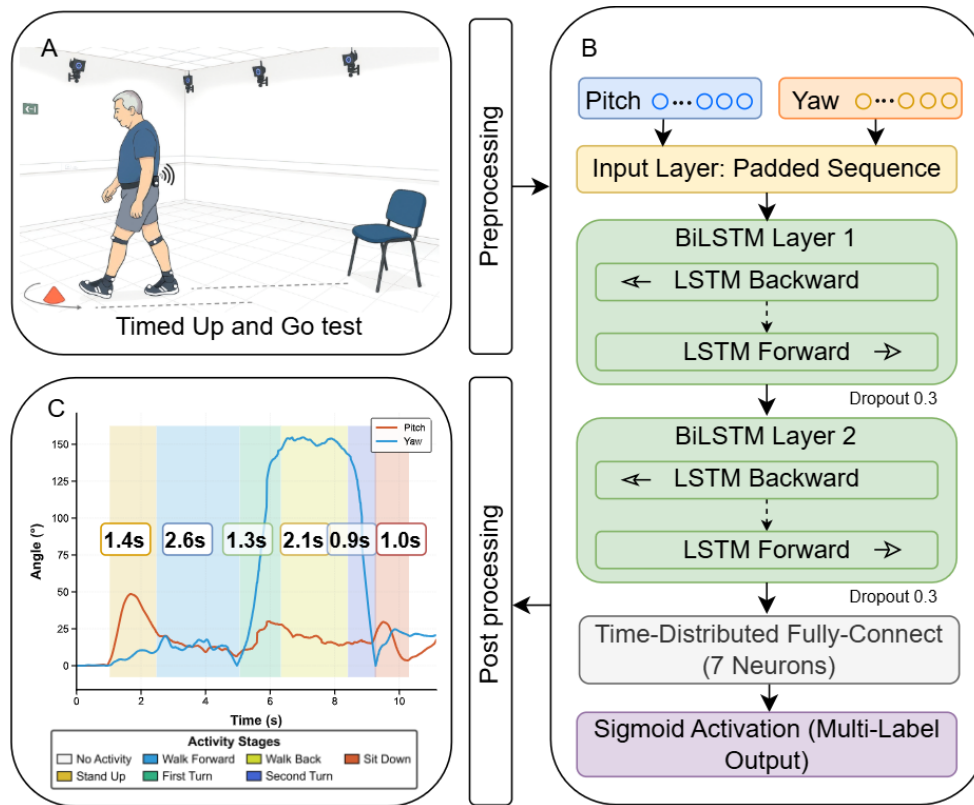 A
Timed Up and Go test
Preprocessing
B
Pitch
Yaw
Input Layer: Padded Sequence
BiLSTM Layer 1
LSTM Backward
LSTM Forward
Dropout 0.3
BiLSTM Layer 2
LSTM Backward
LSTM Forward
Dropout 0.3
Time-Distributed Fully-Connect
(7 Neurons)
Sigmoid Activation (Multi-Label
Output)
Post processing
C
Pitch
Yaw
Angle (°)
150
125
100
75
50
25
0
1.4s 2.6s 1.3s 2.1s 0.9s 1.0s
0 2 4 6 8 10
Time (s)
Activity Stages
No Activity Walk Forward Walk Back Sit Down
Stand Up First Turn Second Turn